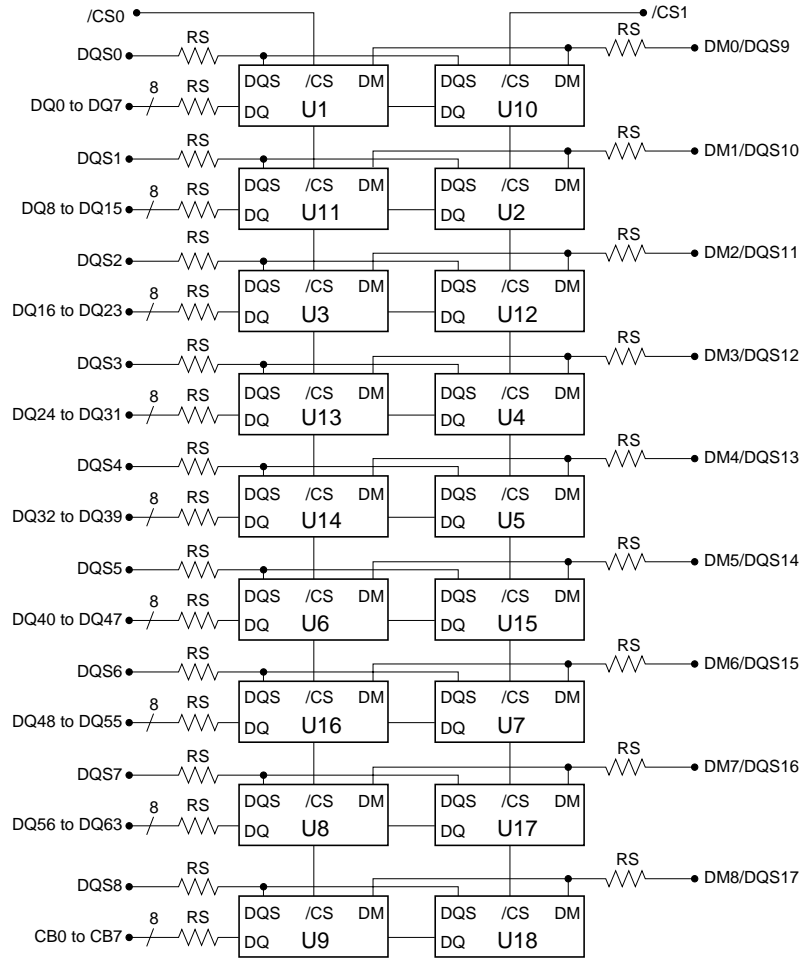 /CS0 /CS1
RS
DM0/DQS9
RS
DQS0
DQS /CS DM
DQS /CS DM
8 RS
DQ0 to DQ7
DQ U1
DQ U10
RS
DM1/DQS10
RS
DQS1
DQS /CS DM
DQS /CS DM
8 RS
DQ8 to DQ15
DQ U11
DQ U2
RS
DM2/DQS11
RS
DQS2
DQS /CS DM
DQS /CS DM
8 RS
DQ16 to DQ23
DQ U3
DQ U12
RS
DM3/DQS12
RS
DQS3
DQS /CS DM
DQS /CS DM
8 RS
DQ24 to DQ31
DQ U13
DQ U4
RS
DM4/DQS13
RS
DQS4
DQS /CS DM
DQS /CS DM
8 RS
DQ32 to DQ39
DQ U14
DQ U5
RS
DM5/DQS14
RS
DQS5
DQS /CS DM
DQS /CS DM
8 RS
DQ40 to DQ47
DQ U6
DQ U15
RS
DM6/DQS15
RS
DQS6
DQS /CS DM
DQS /CS DM
8 RS
DQ48 to DQ55
DQ U16
DQ U7
RS
DM7/DQS16
RS
DQS7
DQS /CS DM
DQS /CS DM
8 RS
DQ56 to DQ63
DQ U8
DQ U17
RS
DM8/DQS17
RS
DQS8
DQS /CS DM
DQS /CS DM
8 RS
CB0 to CB7
DQ U9
DQ U18